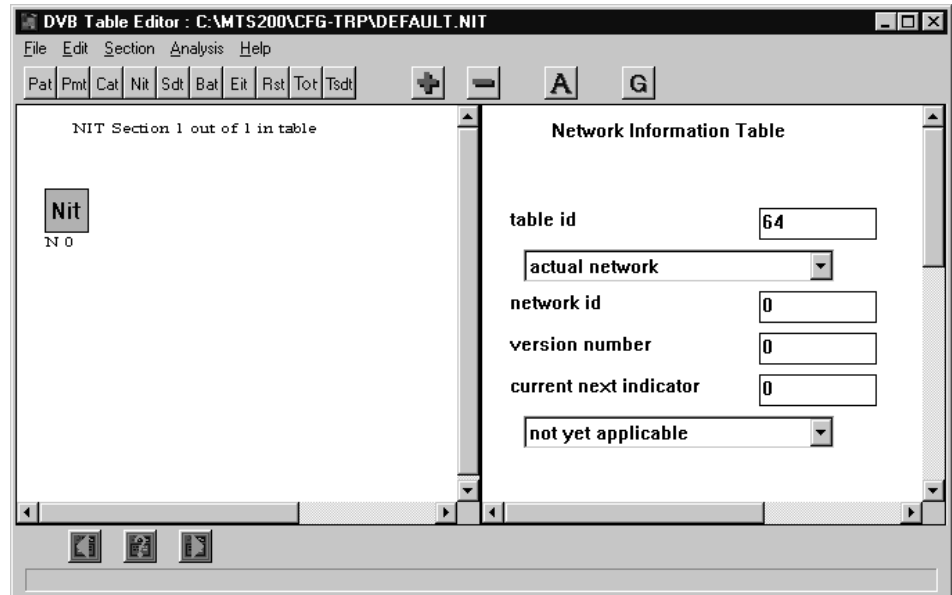 DVB Table Editor : C:\MTS200\CFG-TRP\DEFAULT.NIT
File Edit Section Analysis Help
Pat Pmt Cat Nit Sdt Bat Eit Rst Tot Tsdt + - A G
NIT Section 1 out of 1 in table
Nit
N 0
Network Information Table
table id 64
actual network
network id 0
version number 0
current next indicator 0
not yet applicable